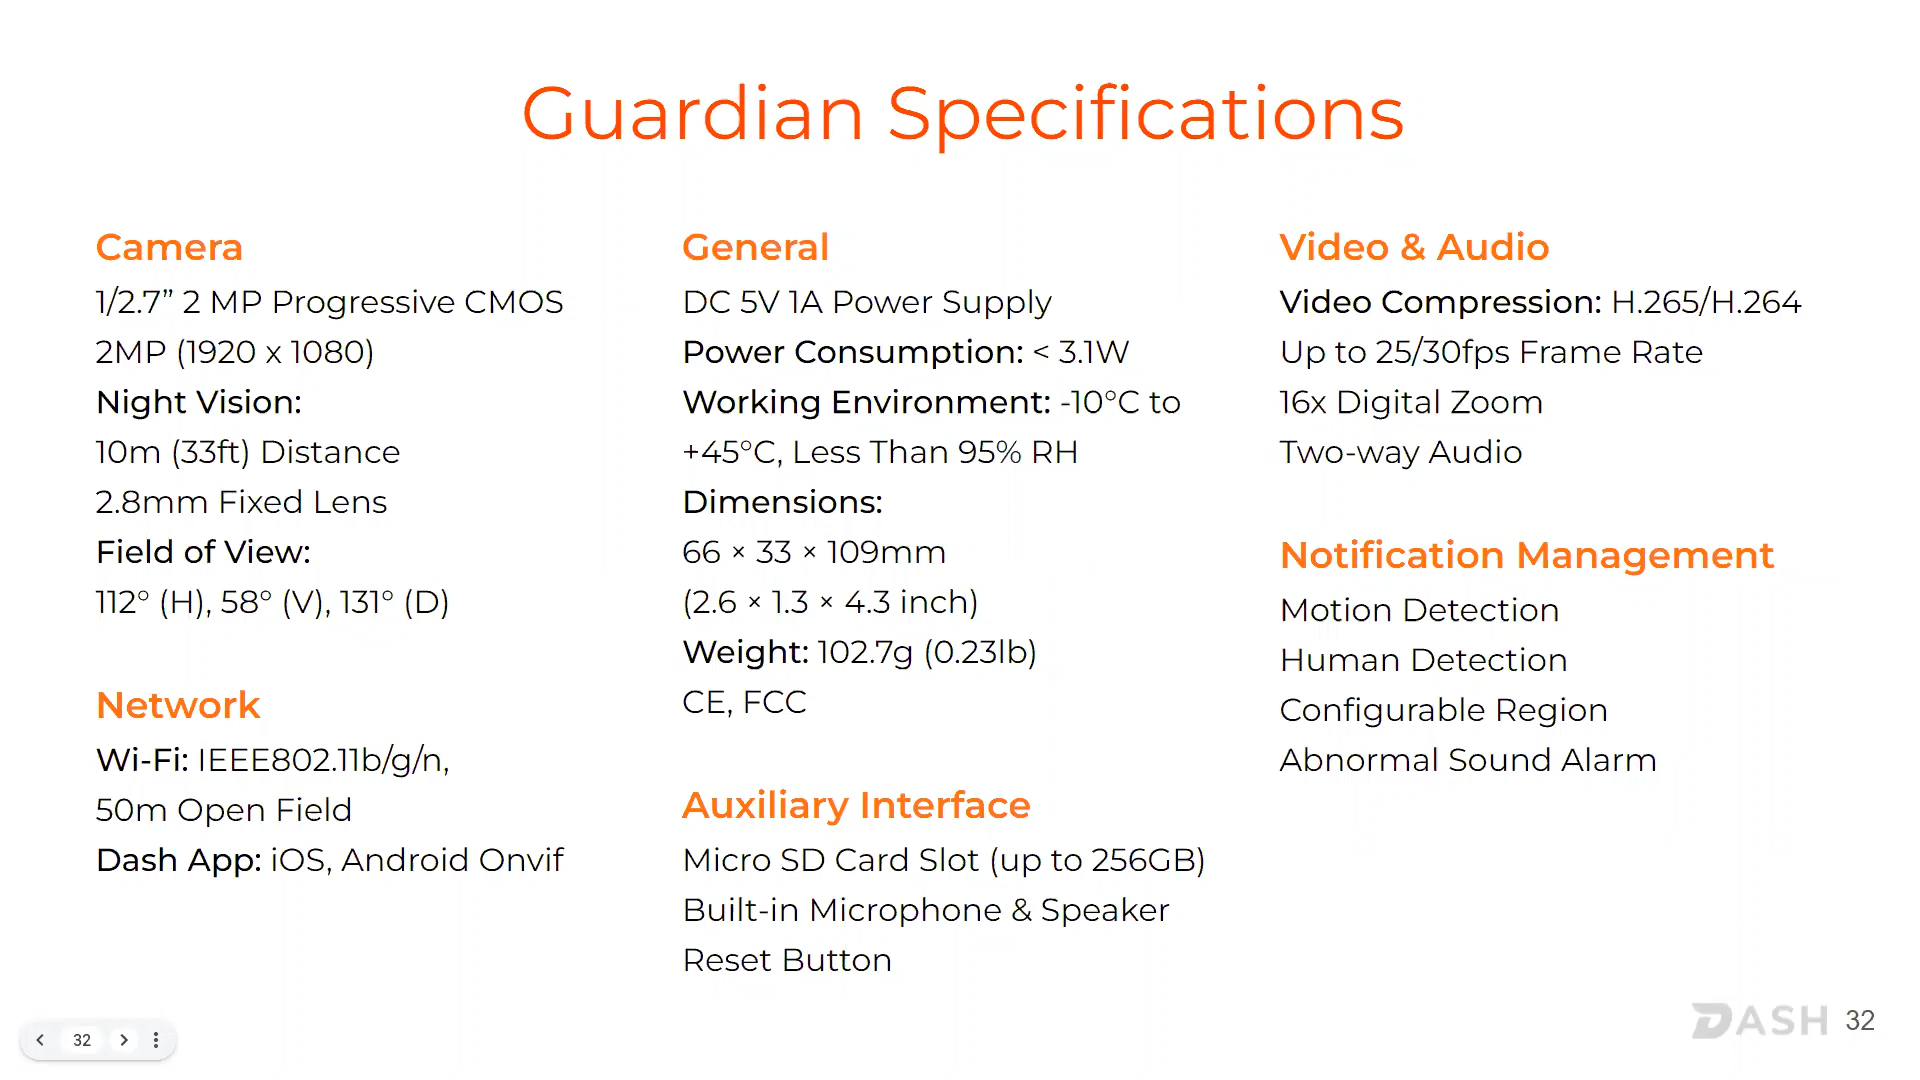 Guardian Specifications
Camera
1/2.7” 2 MP Progressive CMOS
2MP (1920 x 1080)
Night Vision:
10m (33ft) Distance
2.8mm Fixed Lens
Field of View:
112° (H), 58° (V), 131° (D)
Network
Wi-Fi: IEEE802.11b/g/n,
50m Open Field
Dash App: iOS, Android Onvif
General
DC 5V 1A Power Supply
Power Consumption: < 3.1W
Working Environment: -10°C to
+45°C, Less Than 95% RH
Dimensions:
66 × 33 × 109mm
(2.6 × 1.3 × 4.3 inch)
Weight: 102.7g (0.23lb)
CE, FCC
Auxiliary Interface
Micro SD Card Slot (up to 256GB)
Built-in Microphone & Speaker
Reset Button
Video & Audio
Video Compression: H.265/H.264
Up to 25/30fps Frame Rate
16x Digital Zoom
Two-way Audio
Notification Management
Motion Detection
Human Detection
Configurable Region
Abnormal Sound Alarm
32
DASH 32